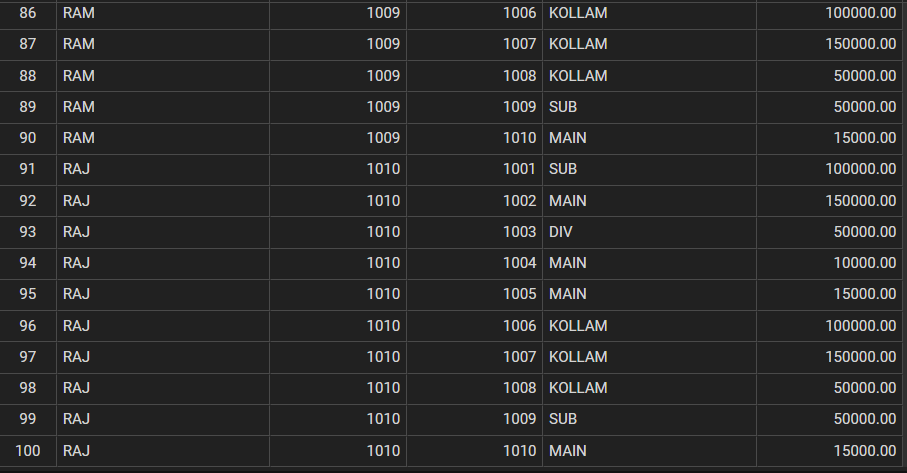 86 RAM 1009 1006 KOLLAM 100000.00
87 RAM 1009 1007 KOLLAM 150000.00
88 RAM 1009 1008 KOLLAM 50000.00
89 RAM 1009 1009 SUB 50000.00
90 RAM 1009 1010 MAIN 15000.00
91 RAJ 1010 1001 SUB 100000.00
92 RAJ 1010 1002 MAIN 150000.00
93 RAJ 1010 1003 DIV 50000.00
94 RAJ 1010 1004 MAIN 10000.00
95 RAJ 1010 1005 MAIN 15000.00
96 RAJ 1010 1006 KOLLAM 100000.00
97 RAJ 1010 1007 KOLLAM 150000.00
98 RAJ 1010 1008 KOLLAM 50000.00
99 RAJ 1010 1009 SUB 50000.00
100 RAJ 1010 1010 MAIN 15000.00